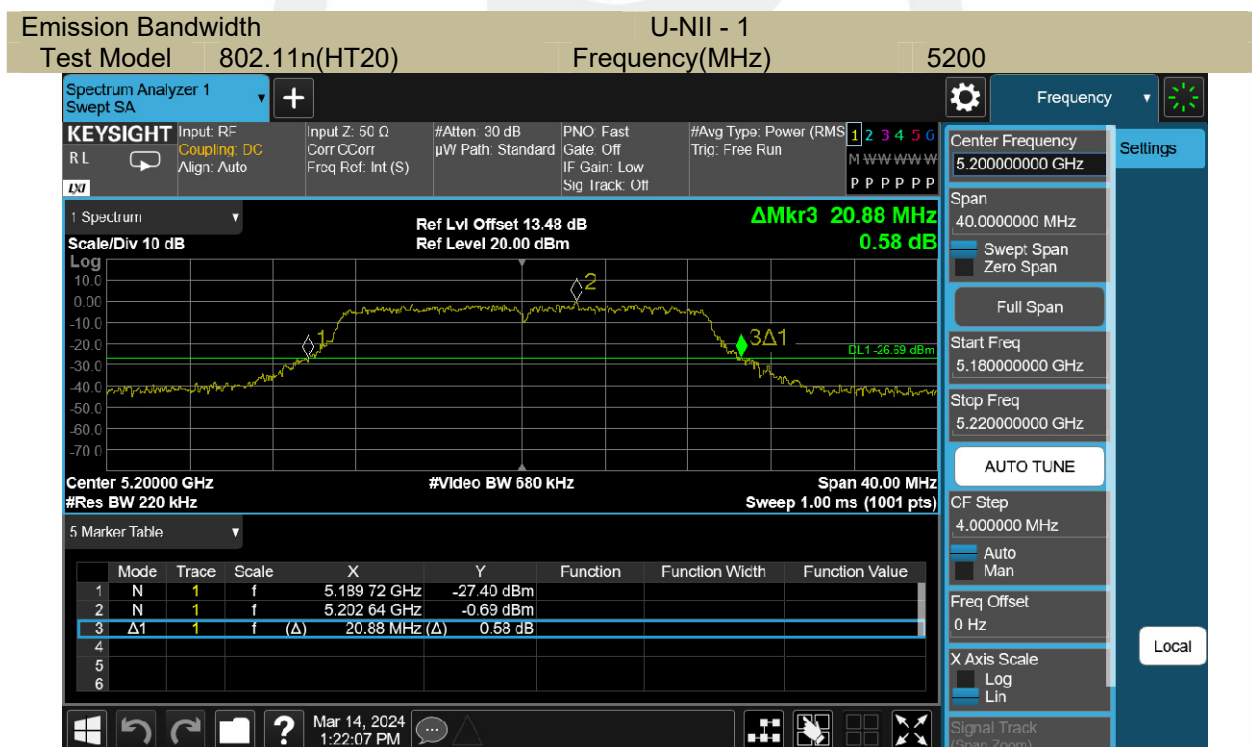 Emission Bandwidth U-NII - 1
Test Model 802.11n(HT20) Frequency(MHz) 5200
Spectrum Analyzer 1
Swept SA
Frequency
KEYSIGHT Input: RF Input Z: 50 Ω #Atten: 30 dB PNO: Fast #Avg Type: Power (RMS 1 2 3 4 5 6
R L Coupling: DC Corr CCorr µW Path: Standard Gate: Off Trig: Free Run M W W W W W
Align: Auto Freq Ref: Int (S) IF Gain: Low
LXI Sig Track: Off P P P P P P
Center Frequency
5.200000000 GHz
Settings
Span
40.0000000 MHz
Swept Span
Zero Span
Full Span
Start Freq
5.180000000 GHz
Stop Freq
5.220000000 GHz
AUTO TUNE
CF Step
4.000000 MHz
Auto
Man
Freq Offset
0 Hz
X Axis Scale
Log
Lin
Local
Signal Track
(Span Zoom)
1 Spectrum Ref Lvl Offset 13.48 dB ΔMkr3 20.88 MHz
Scale/Div 10 dB Ref Level 20.00 dBm 0.58 dB
Log
10.0
0.00
-10.0
-20.0
-30.0
-40.0
-50.0
-60.0
-70.0
1
2
3Δ1
DL1 -26.69 dBm
Center 5.20000 GHz #Video BW 680 kHz Span 40.00 MHz
#Res BW 220 kHz Sweep 1.00 ms (1001 pts)
5 Marker Table
Mode Trace Scale X Y Function Function Width Function Value
1 N 1 f 5.189 72 GHz -27.40 dBm
2 N 1 f 5.202 64 GHz -0.69 dBm
3 Δ1 1 f (Δ) 20.88 MHz (Δ) 0.58 dB
4
5
6
? Mar 14, 2024
1:22:07 PM